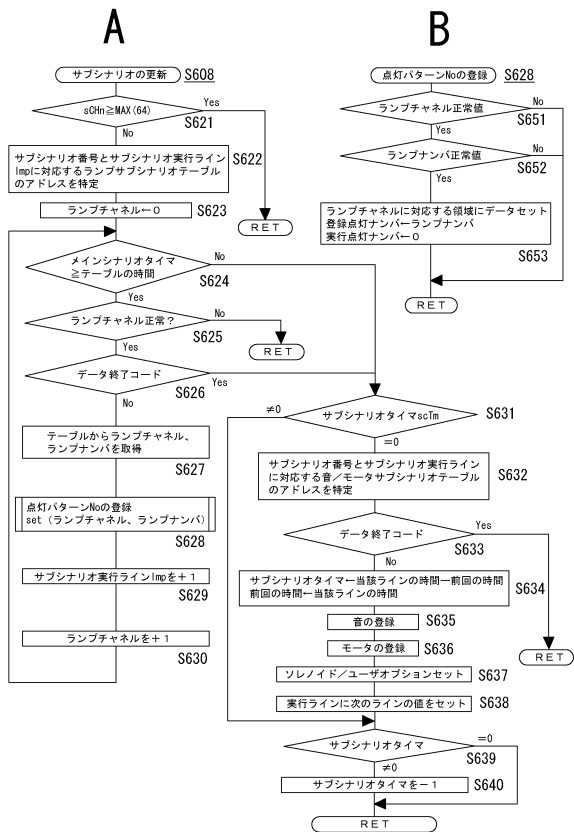 A
サブシナリオの更新
S608
sCHn≧MAX(64)
Yes
S621
No
サブシナリオ番号とサブシナリオ実行ライン
lmpに対応するランプサブシナリオテーブル
のアドレスを特定
S622
ランプチャネル←0
S623
RET
メインシナリオタイマ
≧テーブルの時間
No
S624
Yes
ランプチャネル正常？
No
S625
RET
Yes
データ終了コード
S626
Yes
No
テーブルからランプチャネル、
ランプナンバを取得
S627
点灯パターンNoの登録
set（ランプチャネル、ランプナンバ）
S628
サブシナリオ実行ラインlmpを＋1
S629
ランプチャネルを＋1
S630
B
点灯パターンNoの登録
S628
ランプチャネル正常値
No
S651
Yes
ランプナンバ正常値
No
S652
Yes
ランプチャネルに対応する領域にデータセット
登録点灯ナンバ←ランプナンバ
実行点灯ナンバ←0
S653
RET
≠0
サブシナリオタイマscTm
S631
=0
サブシナリオ番号とサブシナリオ実行ライン
に対応する音／モータサブシナリオテーブル
のアドレスを特定
S632
データ終了コード
Yes
S633
No
サブシナリオタイマ←当該ラインの時間－前回の時間
前回の時間←当該ラインの時間
S634
音の登録
S635
モータの登録
S636
RET
ソレノイド／ユーザオプションセット
S637
実行ラインに次のラインの値をセット
S638
サブシナリオタイマ
=0
S639
≠0
サブシナリオタイマを－1
S640
RET